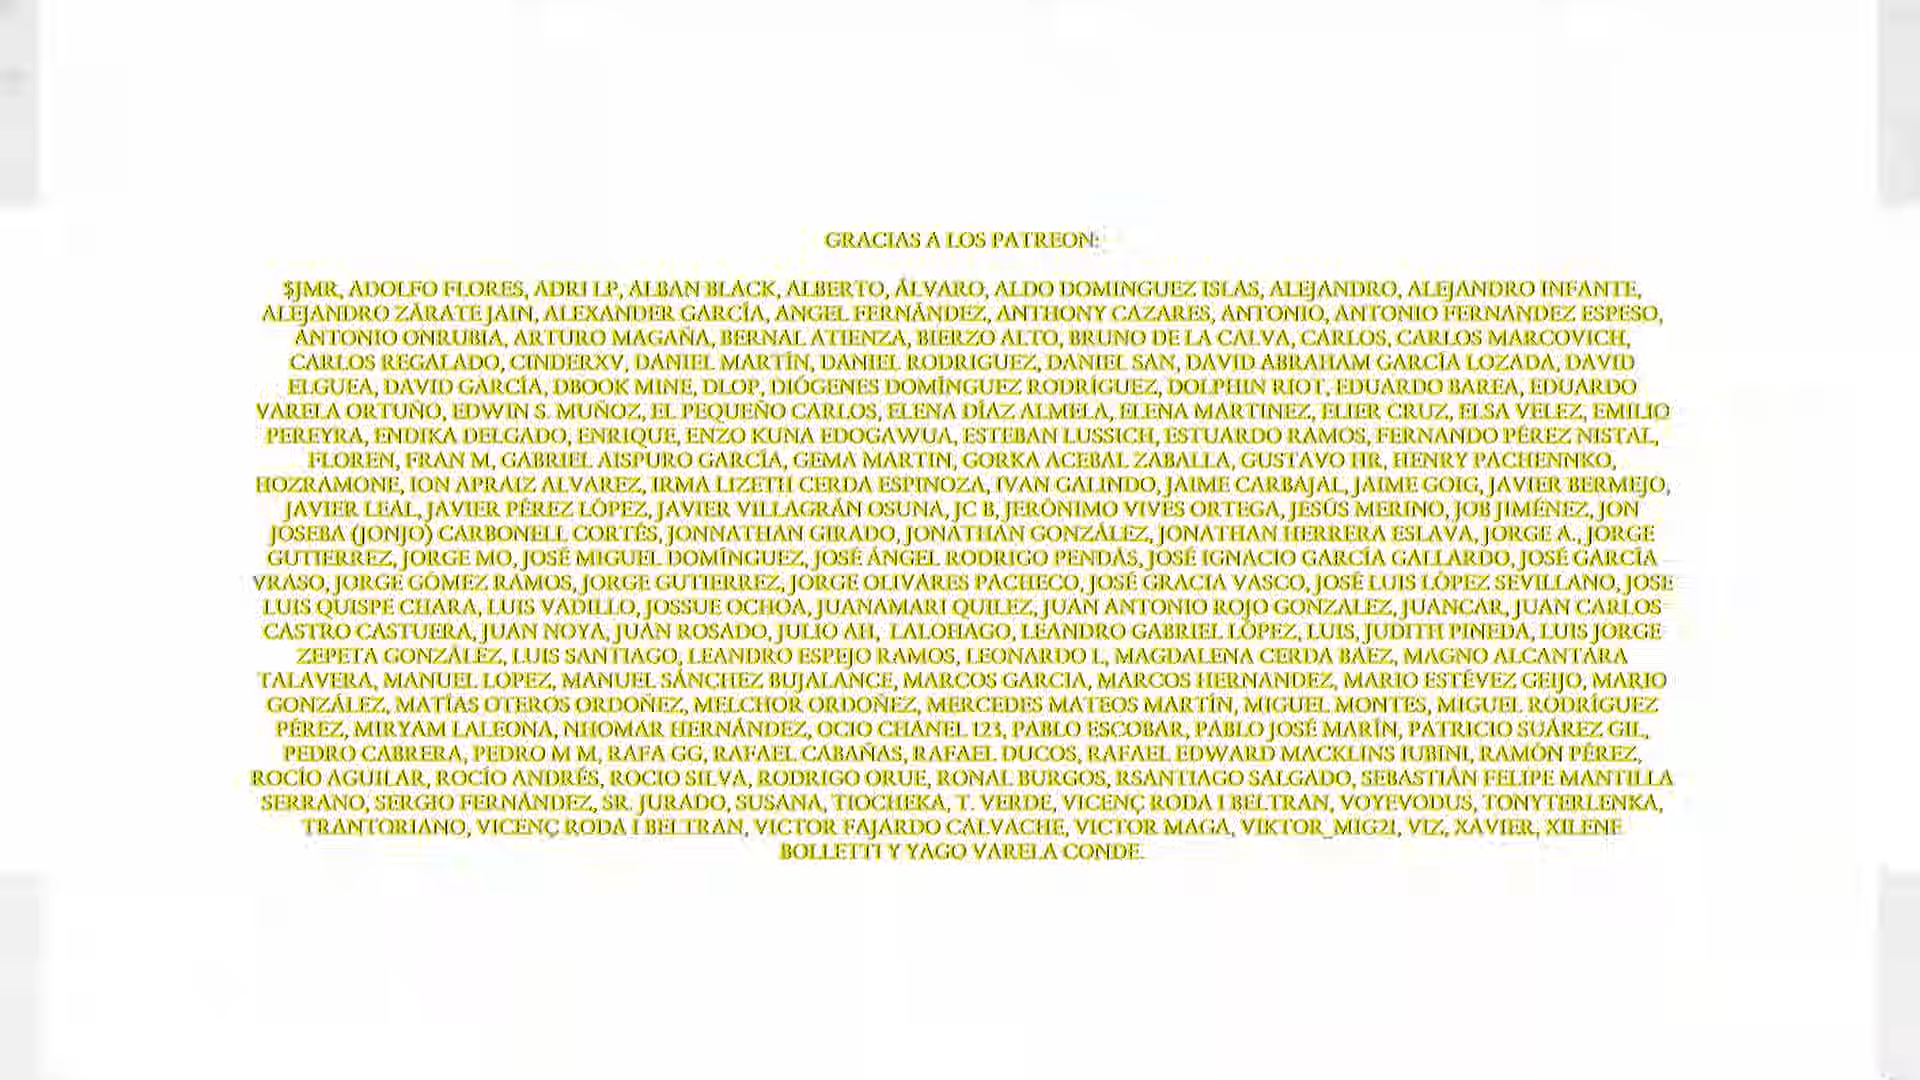 GRACIAS A LOS PATREON:
$JMR, ADOLFO FLORES, ADRI LP, ALBAN BLACK, ALBERTO, ÁLVARO, ALDO DOMINGUEZ ISLAS, ALEJANDRO, ALEJANDRO INFANTE,
ALEJANDRO ZÁRATE JAIN, ALEXANDER GARCÍA, ANGEL FERNÁNDEZ, ANTHONY CAZARES, ANTONIO, ANTONIO FERNANDEZ ESPESO,
ANTONIO ONRUBIA, ARTURO MAGAÑA, BERNAL ATIENZA, BIERZO ALTO, BRUNO DE LA CALVA, CARLOS, CARLOS MARCOVICH,
CARLOS REGALADO, CINDERXV, DANIEL MARTÍN, DANIEL RODRIGUEZ, DANIEL SAN, DAVID ABRAHAM GARCÍA LOZADA, DAVID
ELGUEA, DAVID GARCÍA, DBOOK MINE, DLOP, DIÓGENES DOMÍNGUEZ RODRÍGUEZ, DOLPHIN RIOT, EDUARDO BAREA, EDUARDO
VARELA ORTUÑO, EDWIN S. MUÑOZ, EL PEQUEÑO CARLOS, ELENA DÍAZ ALMELA, ELENA MARTINEZ, ELIER CRUZ, ELSA VELEZ, EMILIO
PEREYRA, ENDIKA DELGADO, ENRIQUE, ENZO KUNA EDOGAWUA, ESTEBAN LUSSICH, ESTUARDO RAMOS, FERNANDO PÉREZ NISTAL,
FLOREN, FRAN M, GABRIEL AISPURO GARCÍA, GEMA MARTIN, GORKA ACEBAL ZABALLA, GUSTAVO HR, HENRY PACHENNKO,
HOZRAMONE, ION APRAIZ ALVAREZ, IRMA LIZETH CERDA ESPINOZA, IVAN GALINDO, JAIME CARBAJAL, JAIME GOIG, JAVIER BERMEJO,
JAVIER LEAL, JAVIER PÉREZ LÓPEZ, JAVIER VILLAGRÁN OSUNA, JC B, JERÓNIMO VIVES ORTEGA, JESÚS MERINO, JOB JIMÉNEZ, JON
JOSEBA (JONJO) CARBONELL CORTÉS, JONNATHAN GIRADO, JONATHAN GONZÁLEZ, JONATHAN HERRERA ESLAVA, JORGE A., JORGE
GUTIERREZ, JORGE MO, JOSÉ MIGUEL DOMÍNGUEZ, JOSÉ ÁNGEL RODRIGO PENDÁS, JOSÉ IGNACIO GARCÍA GALLARDO, JOSÉ GARCÍA
VRASO, JORGE GÓMEZ RAMOS, JORGE GUTIERREZ, JORGE OLIVARES PACHECO, JOSÉ GRACIA VASCO, JOSÉ LUIS LÓPEZ SEVILLANO, JOSE
LUIS QUISPE CHARA, LUIS VADILLO, JOSSUE OCHOA, JUANAMARI QUILEZ, JUAN ANTONIO ROJO GONZALEZ, JUANCAR, JUAN CARLOS
CASTRO CASTUERA, JUAN NOYA, JUAN ROSADO, JULIO AH, LALOHAGO, LEANDRO GABRIEL LÓPEZ, LUIS, JUDITH PINEDA, LUIS JORGE
ZEPETA GONZÁLEZ, LUIS SANTIAGO, LEANDRO ESPEJO RAMOS, LEONARDO L, MAGDALENA CERDA BAEZ, MAGNO ALCANTARA
TALAVERA, MANUEL LOPEZ, MANUEL SÁNCHEZ BUJALANCE, MARCOS GARCIA, MARCOS HERNANDEZ, MARIO ESTÉVEZ GEIJO, MARIO
GONZÁLEZ, MATÍAS OTEROS ORDOÑEZ, MELCHOR ORDOÑEZ, MERCEDES MATEOS MARTÍN, MIGUEL MONTES, MIGUEL RODRÍGUEZ
PÉREZ, MIRYAM LALEONA, NHOMAR HERNÁNDEZ, OCIO CHANEL 123, PABLO ESCOBAR, PABLO JOSÉ MARÍN, PATRICIO SUÁREZ GIL,
PEDRO CABRERA, PEDRO M M, RAFA GG, RAFAEL CABAÑAS, RAFAEL DUCOS, RAFAEL EDWARD MACKLINS IUBINI, RAMÓN PÉREZ,
ROCÍO AGUILAR, ROCÍO ANDRÉS, ROCIO SILVA, RODRIGO ORUE, RONAL BURGOS, RSANTIAGO SALGADO, SEBASTIÁN FELIPE MANTILLA
SERRANO, SERGIO FERNÁNDEZ, SR. JURADO, SUSANA, TIOCHEKA, T. VERDE, VICENÇ RODA I BELTRAN, VOYEVODUS, TONYTERLENKA,
TRANTORIANO, VICENÇ RODA I BELTRAN, VICTOR FAJARDO CALVACHE, VICTOR MAGA, VIKTOR_MIG21, VIZ, XAVIER, XILENE
BOLLETTI Y YAGO VARELA CONDE.